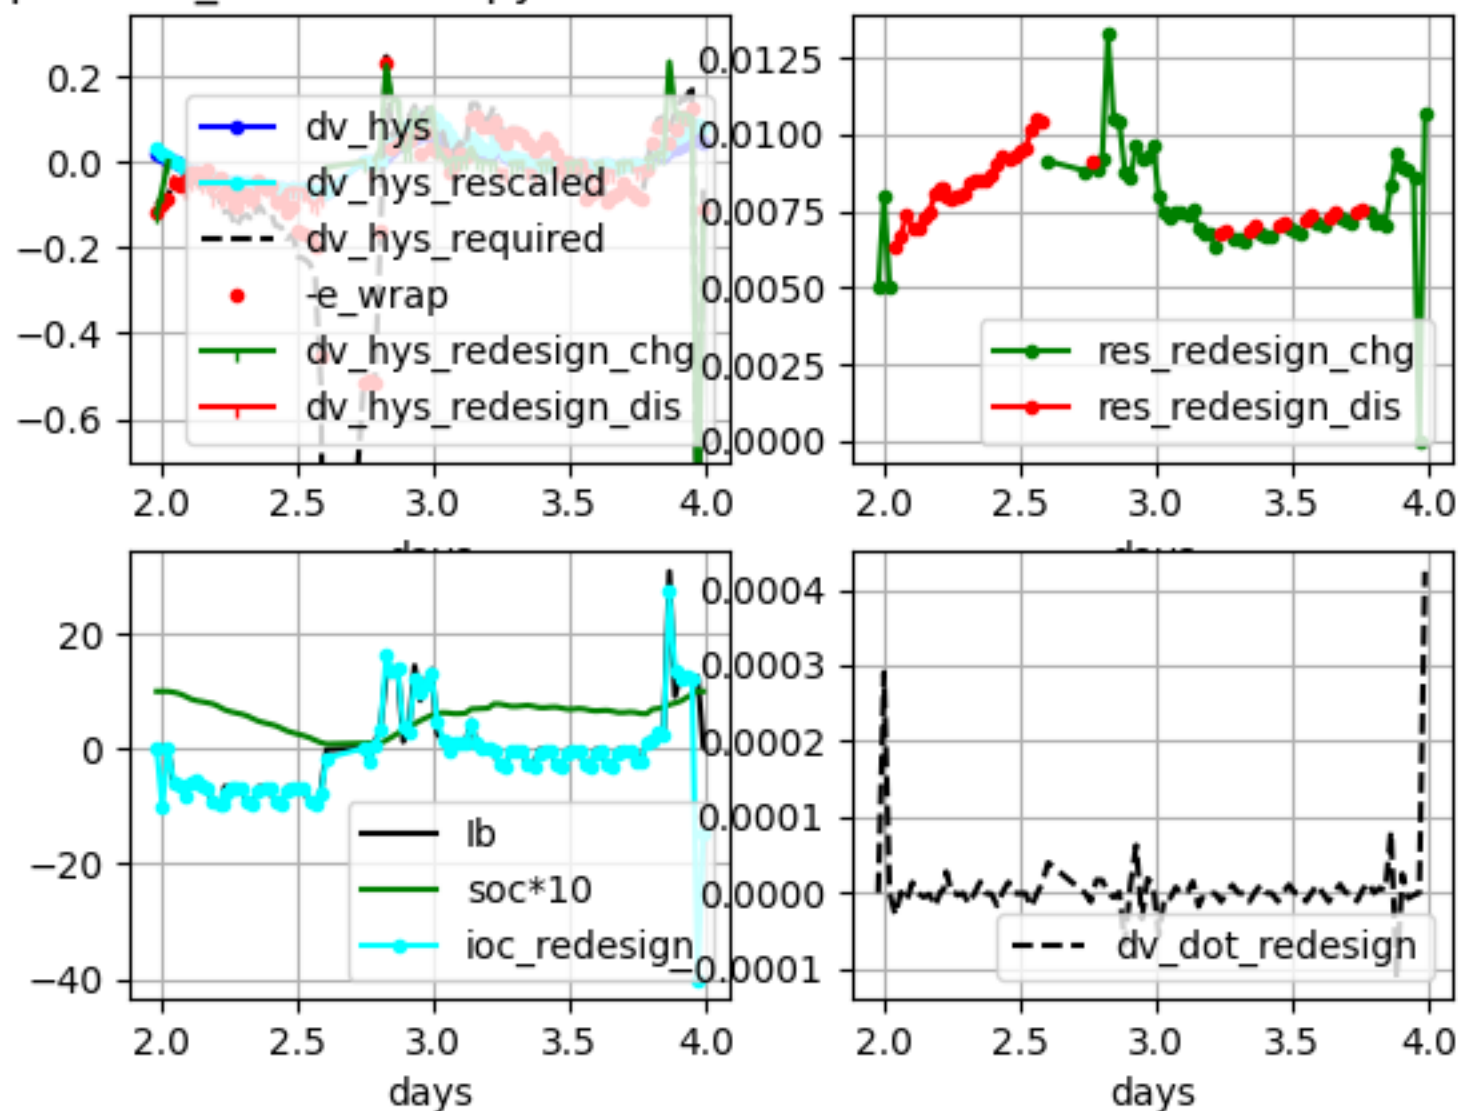 0.2
0.0
−0.2
−0.4
−0.6
dv_hys
dv_hys_rescaled
dv_hys_required
-e_wrap
dv_hys_redesign_chg
dv_hys_redesign_dis
2.0 2.5 3.0 3.5 4.0
0.0125
0.0100
0.0075
0.0050
0.0025
0.0000
res_redesign_chg
res_redesign_dis
2.0 2.5 3.0 3.5 4.0
20
0
−20
−40
Ib
soc*10
ioc_redesign
2.0 2.5 3.0 3.5 4.0
days
0.0004
0.0003
0.0002
0.0001
0.0000
−0.0001
dv_dot_redesign
2.0 2.5 3.0 3.5 4.0
days